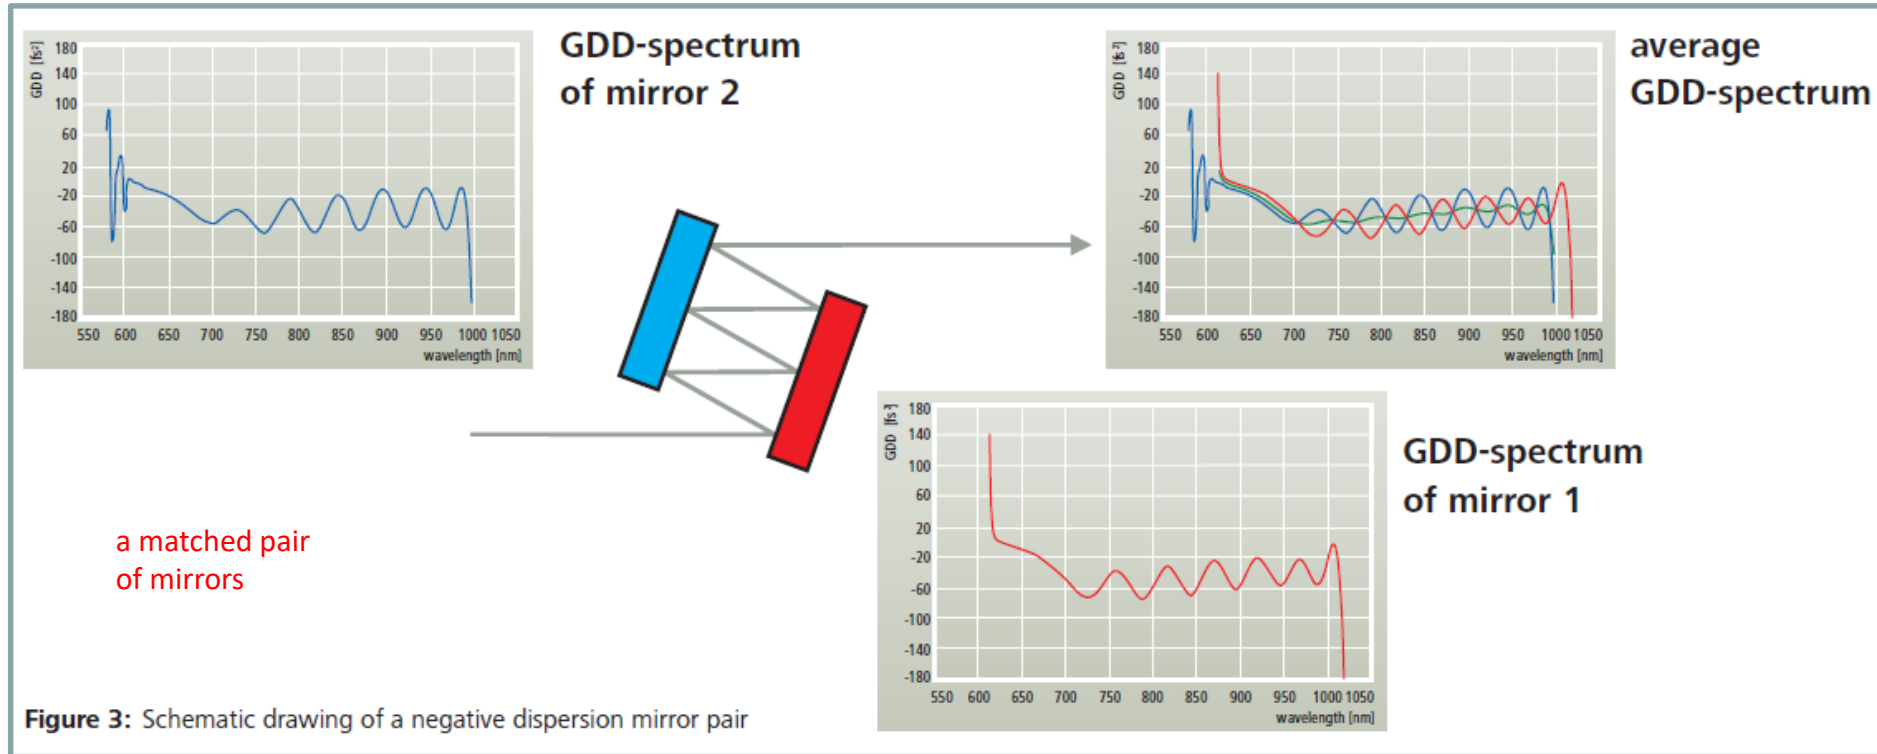 GDD [fs²]
180
140
100
60
20
-20
-60
-100
-140
-180
550 600 650 700 750 800 850 900 950 1000 1050
wavelength [nm]
GDD-spectrum
of mirror 2
GDD [fs²]
180
140
100
60
20
-20
-60
-100
-140
-180
550 600 650 700 750 800 850 900 950 1000 1050
wavelength [nm]
average
GDD-spectrum
GDD [fs²]
180
140
100
60
20
-20
-60
-100
-140
-180
550 600 650 700 750 800 850 900 950 1000 1050
wavelength [nm]
GDD-spectrum
of mirror 1
a matched pair
of mirrors
Figure 3: Schematic drawing of a negative dispersion mirror pair